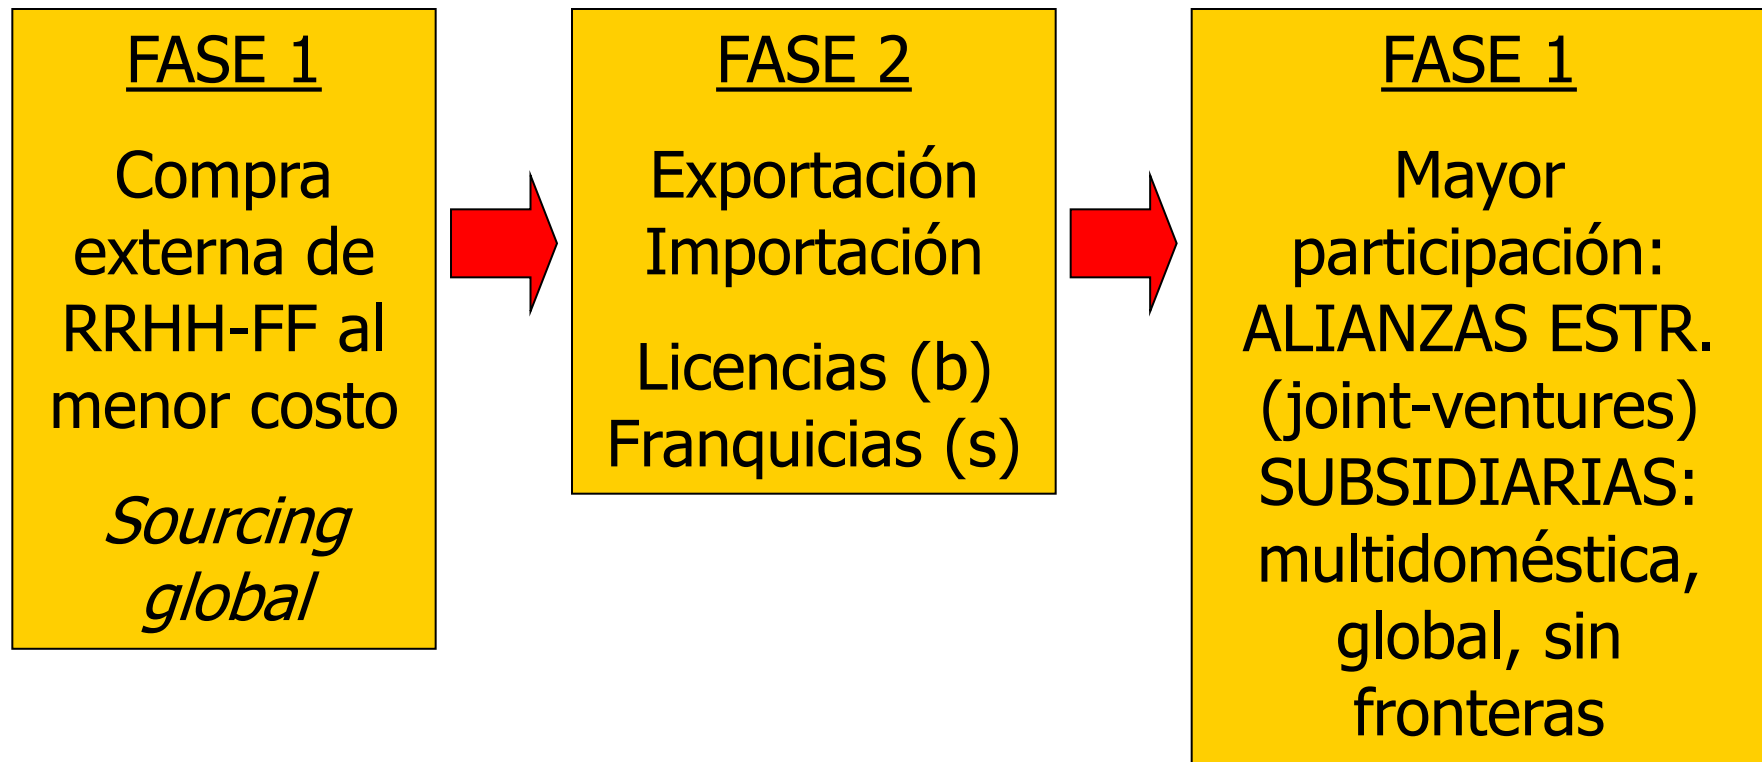 FASE 1
Compra
externa de
RRHH-FF al
menor costo
Sourcing
global
FASE 2
Exportación
Importación
Licencias (b)
Franquicias (s)
FASE 1
Mayor
participación:
ALIANZAS ESTR.
(joint-ventures)
SUBSIDIARIAS:
multidoméstica,
global, sin
fronteras